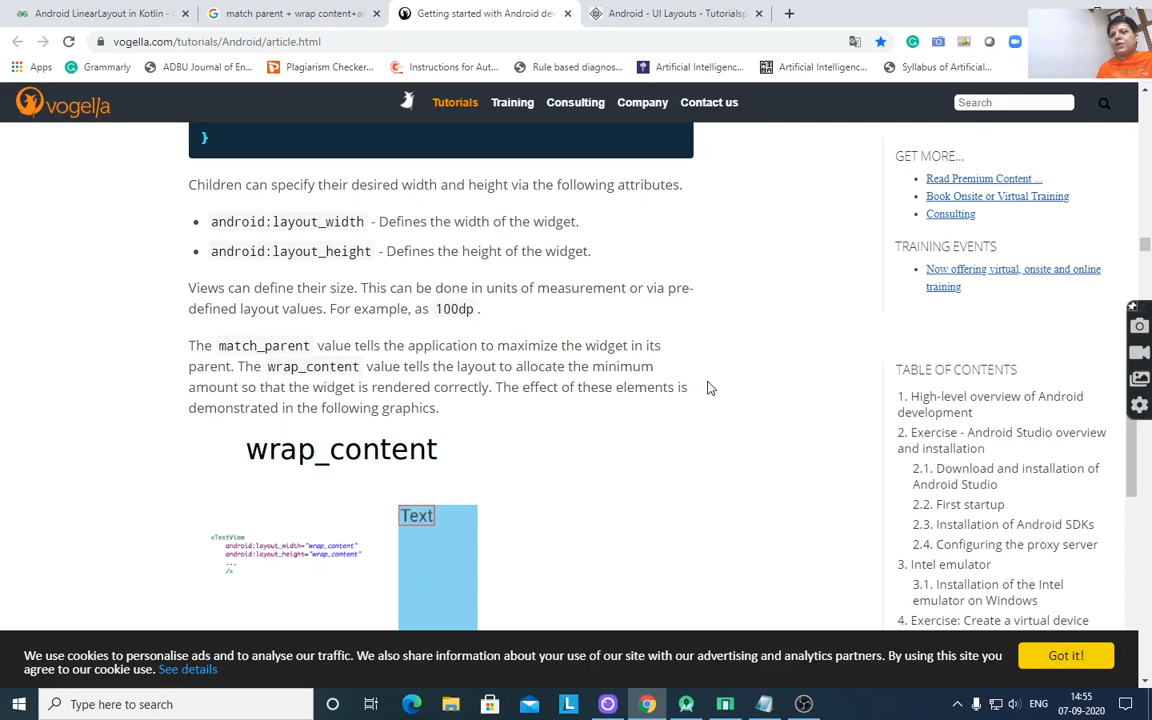 Android LinearLayout in Kotlin -
match parent + wrap content+a
Getting started with Android de
Android - UI Layouts - Tutorialsp
vogella.com/tutorials/Android/article.html
Apps
Grammarly
ADBU Journal of En...
Plagiarism Checker...
Instructions for Aut...
Rule based diagnos...
Artificial Intelligenc...
Artificial Intelligenc...
Syllabus of Artificial...
vogella
Tutorials
Training
Consulting
Company
Contact us
Search
}
Children can specify their desired width and height via the following attributes.
android:layout_width - Defines the width of the widget.
android:layout_height - Defines the height of the widget.
Views can define their size. This can be done in units of measurement or via pre-
defined layout values. For example, as 100dp .
The match_parent value tells the application to maximize the widget in its
parent. The wrap_content value tells the layout to allocate the minimum
amount so that the widget is rendered correctly. The effect of these elements is
demonstrated in the following graphics.
wrap_content
<TextView
android:layout_width="wrap_content"
android:layout_height="wrap_content"
...
/>
Text
GET MORE...
Read Premium Content ...
Book Onsite or Virtual Training
Consulting
TRAINING EVENTS
Now offering virtual, onsite and online
training
TABLE OF CONTENTS
1. High-level overview of Android
development
2. Exercise - Android Studio overview
and installation
2.1. Download and installation of
Android Studio
2.2. First startup
2.3. Installation of Android SDKs
2.4. Configuring the proxy server
3. Intel emulator
3.1. Installation of the Intel
emulator on Windows
4. Exercise: Create a virtual device
We use cookies to personalise ads and to analyse our traffic. We also share information about your use of our site with our advertising and analytics partners. By using this site you
agree to our cookie use. See details
Got it!
Type here to search
L
ENG
14:55
07-09-2020